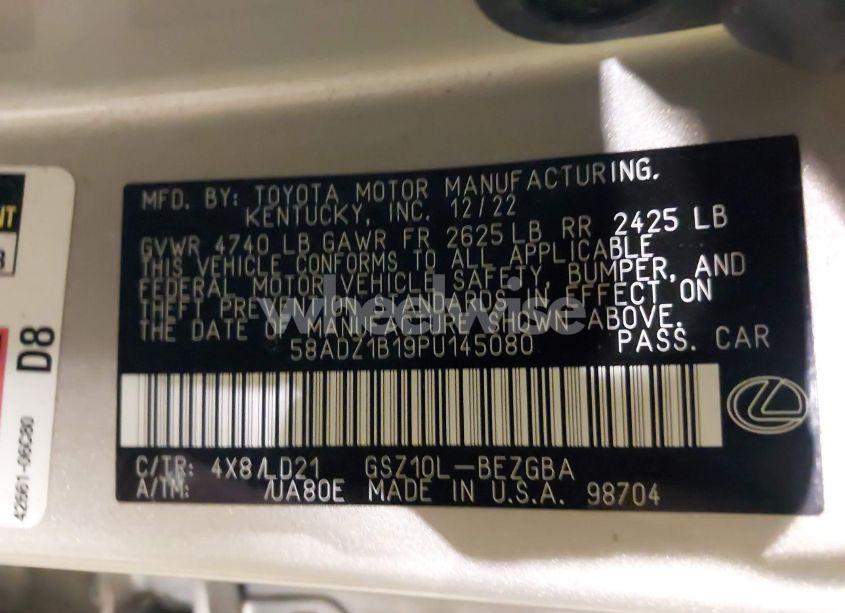 MFD. BY: TOYOTA MOTOR MANUFACTURING.
KENTUCKY, INC. 12/22
GVWR 4740 LB GAWR FR 2625 LB RR 2425 LB
THIS VEHICLE CONFORMS TO ALL APPLICABLE
FEDERAL MOTOR VEHICLE SAFETY, BUMPER, AND
THEFT PREVENTION STANDARDS IN EFFECT ON
THE DATE OF MANUFACTURE SHOWN ABOVE.
58ADZ1B19PU145080 PASS. CAR
C/TR: 4X8/LD21 GSZ10L-BEZGBA
A/TM: /UA80E MADE IN U.S.A. 98704
wheelwise
D8
42661-06C80